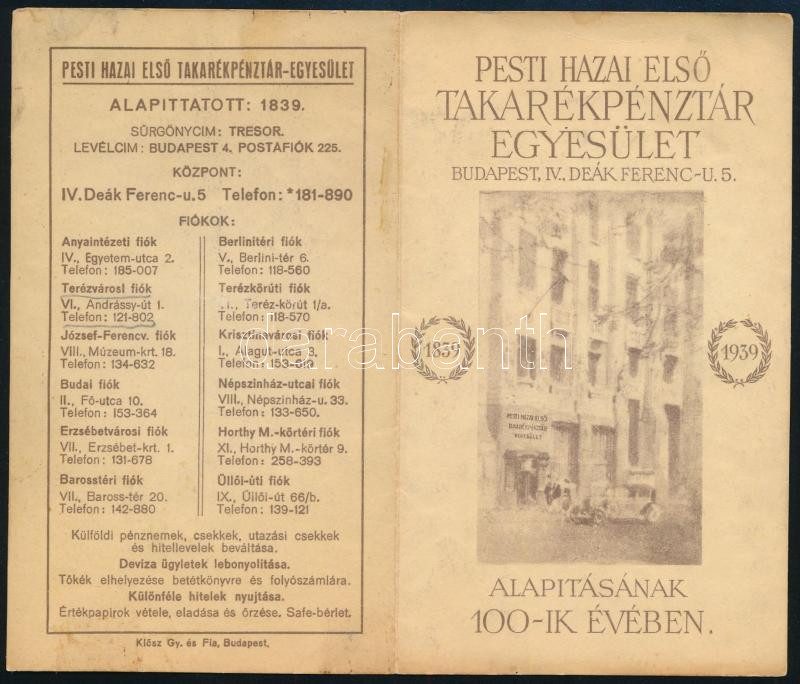 PESTI HAZAI ELSŐ TAKARÉKPÉNZTÁR-EGYESÜLET
ALAPITTATOTT: 1839.
SÜRGÖNYCIM: TRESOR.
LEVÉLCIM: BUDAPEST 4, POSTAFIÓK 225.
KÖZPONT:
IV. Deák Ferenc-u. 5 Telefon: *181-890
FIÓKOK:
Anyaintézeti fiók
IV., Egyetem-utca 2.
Telefon: 185-007
Terézvárosi fiók
VI., Andrássy-út 1.
Telefon: 121-802
József-Ferencv. fiók
VIII., Múzeum-krt. 18.
Telefon: 134-632
Budai fiók
II., Fő-utca 10.
Telefon: 153-364
Erzsébetvárosi fiók
VII., Erzsébet-krt. 1.
Telefon: 131-678
Barosstéri fiók
VII., Baross-tér 20.
Telefon: 142-880
Berlinitéri fiók
V., Berlini-tér 6.
Telefon: 118-560
Terézkörúti fiók
Teréz-körút 1/a.
Telefon: 118-570
Krisztinavárosi fiók
I., Alagut-utca 3.
Telefon:
Népszinház-utcai fiók
VIII., Népszinház-u. 33.
Telefon: 133-650.
Horthy M.-körtéri fiók
XI., Horthy M.-körtér 9.
Telefon: 258-393
Üllői-úti fiók
IX., Üllői-út 66/b.
Telefon: 139-121
Külföldi pénznemek, csekkek, utazási csekkek
és hitellevelek beváltása.
Deviza ügyletek lebonyolitása.
Tőkék elhelyezése betétkönyvre és folyószámlára.
Különféle hitelek nyujtása.
Értékpapirok vétele, eladása és őrzése. Safe-bérlet.
Klösz Gy. és Fia, Budapest.
PESTI HAZAI ELSŐ
TAKARÉKPÉNZTÁR
EGYESÜLET
BUDAPEST, IV., DEÁK FERENC-U. 5.
1839
1939
PESTI HAZAI ELSŐ
TAKARÉKPÉNZTÁR
EGYESÜLET
ALAPITÁSÁNAK
100-IK ÉVÉBEN.
darabanth